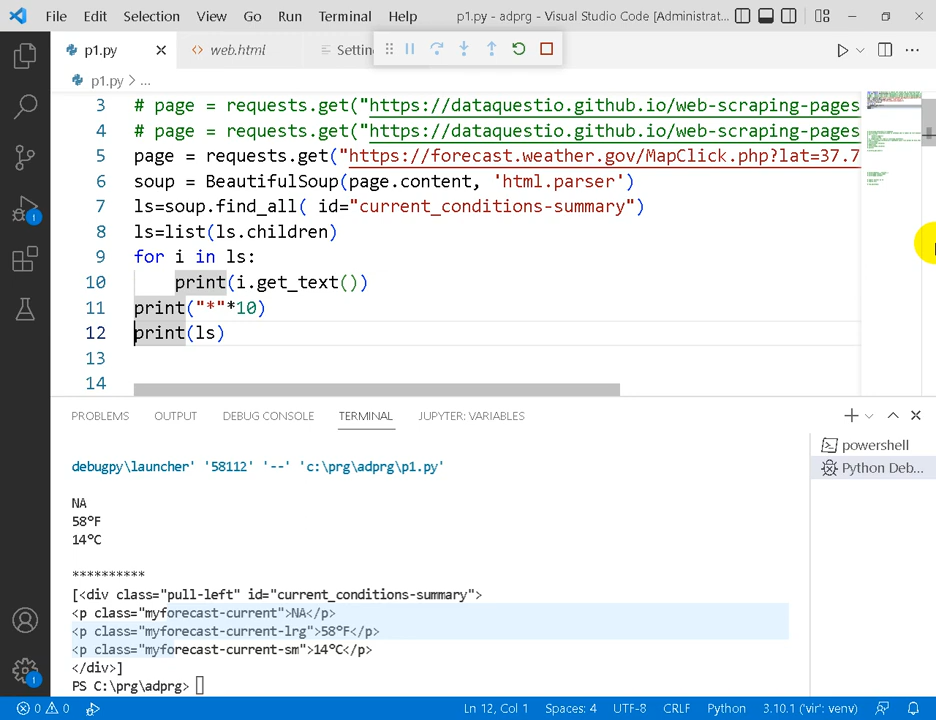 File Edit Selection View Go Run Terminal Help p1.py - adprg - Visual Studio Code [Administrat...
p1.py web.html Settin
p1.py > ...
3 # page = requests.get("https://dataquestio.github.io/web-scraping-pages
4 # page = requests.get("https://dataquestio.github.io/web-scraping-pages
5 page = requests.get("https://forecast.weather.gov/MapClick.php?lat=37.7
6 soup = BeautifulSoup(page.content, 'html.parser')
7 ls=soup.find_all( id="current_conditions-summary")
8 ls=list(ls.children)
9 for i in ls:
10 print(i.get_text())
11 print("*"*10)
12 print(ls)
13
14
PROBLEMS OUTPUT DEBUG CONSOLE TERMINAL JUPYTER: VARIABLES
powershell
Python Deb...
debugpy\launcher' '58112' '--' 'c:\prg\adprg\p1.py'
NA
58°F
14°C
**********
[<div class="pull-left" id="current_conditions-summary">
<p class="myforecast-current">NA</p>
<p class="myforecast-current-lrg">58°F</p>
<p class="myforecast-current-sm">14°C</p>
</div>]
PS C:\prg\adprg>
1
1
0 0 Ln 12, Col 1 Spaces: 4 UTF-8 CRLF Python 3.10.1 ('vir': venv)